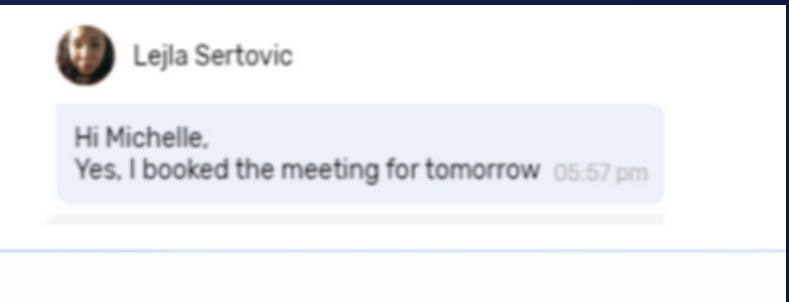 Lejla Sertovic
Hi Michelle,
Yes, I booked the meeting for tomorrow 05:57 pm